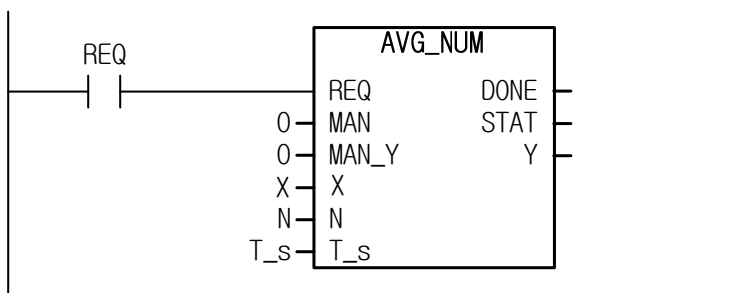 AVG_NUM
REQ
REQ DONE
0 MAN STAT
0 MAN_Y Y
X X
N N
T_s T_s